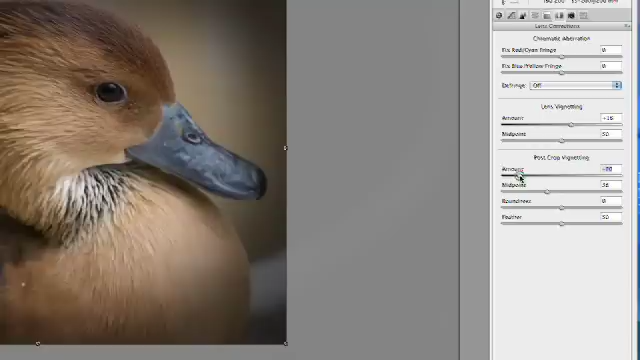 Lens Corrections
Chromatic Aberration
Fix Red/Cyan Fringe 0
Fix Blue/Yellow Fringe 0
Defringe: Off
Lens Vignetting
Amount
Midpoint 50
Post Crop Vignetting
Amount
Midpoint 36
Roundness 0
Feather 50